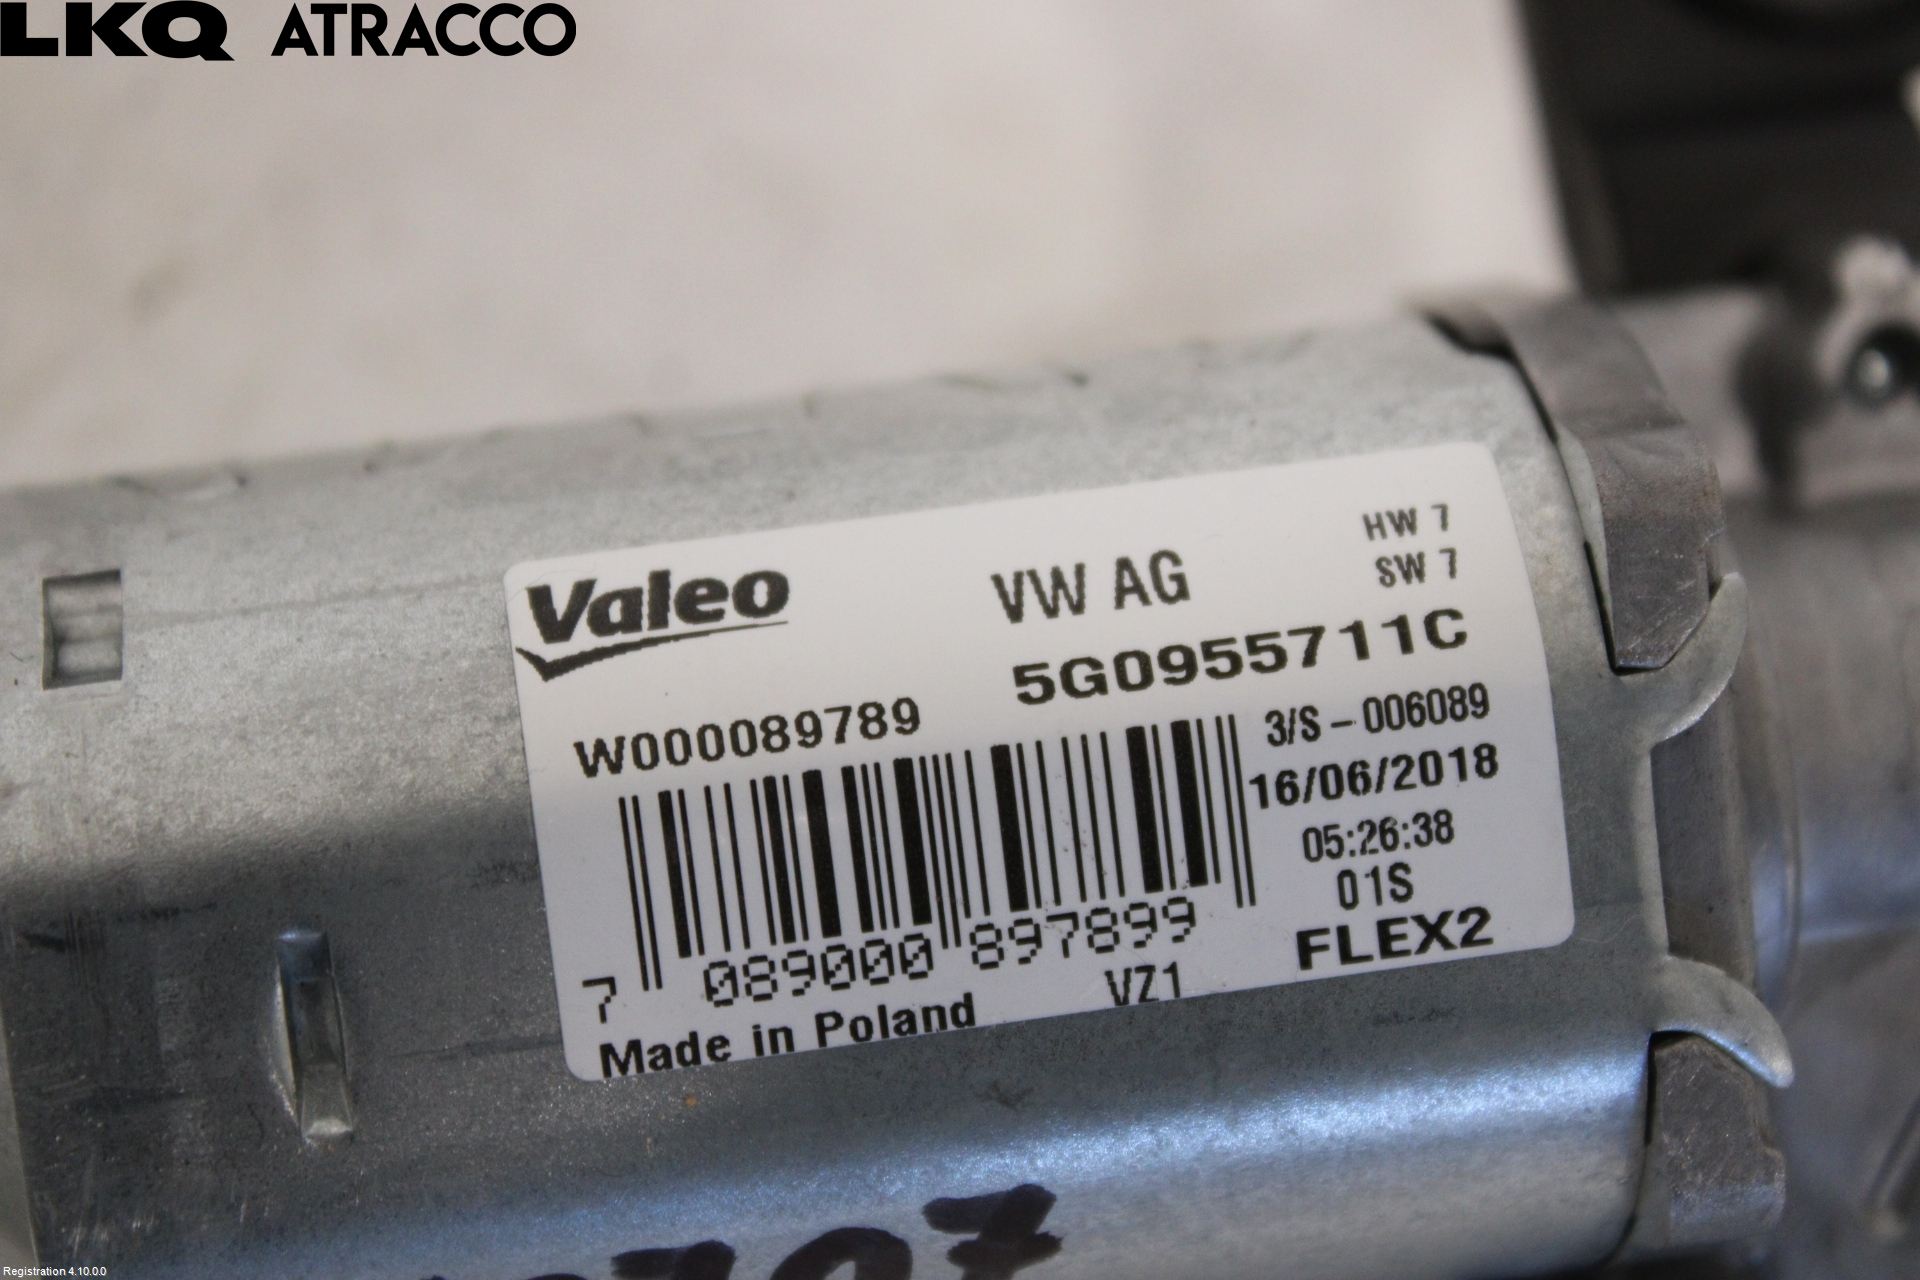 LKQ ATRACCO
Valeo VW AG HW 7
SW 7
5G0955711C
W000089789
3/S - 006089
16/06/2018
05:26:38
01S
FLEX2
7 089000 897899
VZ1
Made in Poland
Registration 4.10.0.0